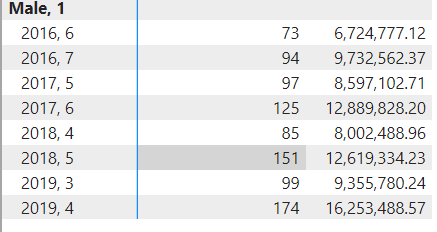 Male, 1
2016, 6 73 6,724,777.12
2016, 7 94 9,732,562.37
2017, 5 97 8,597,102.71
2017, 6 125 12,889,828.20
2018, 4 85 8,002,488.96
2018, 5 151 12,619,334.23
2019, 3 99 9,355,780.24
2019, 4 174 16,253,488.57